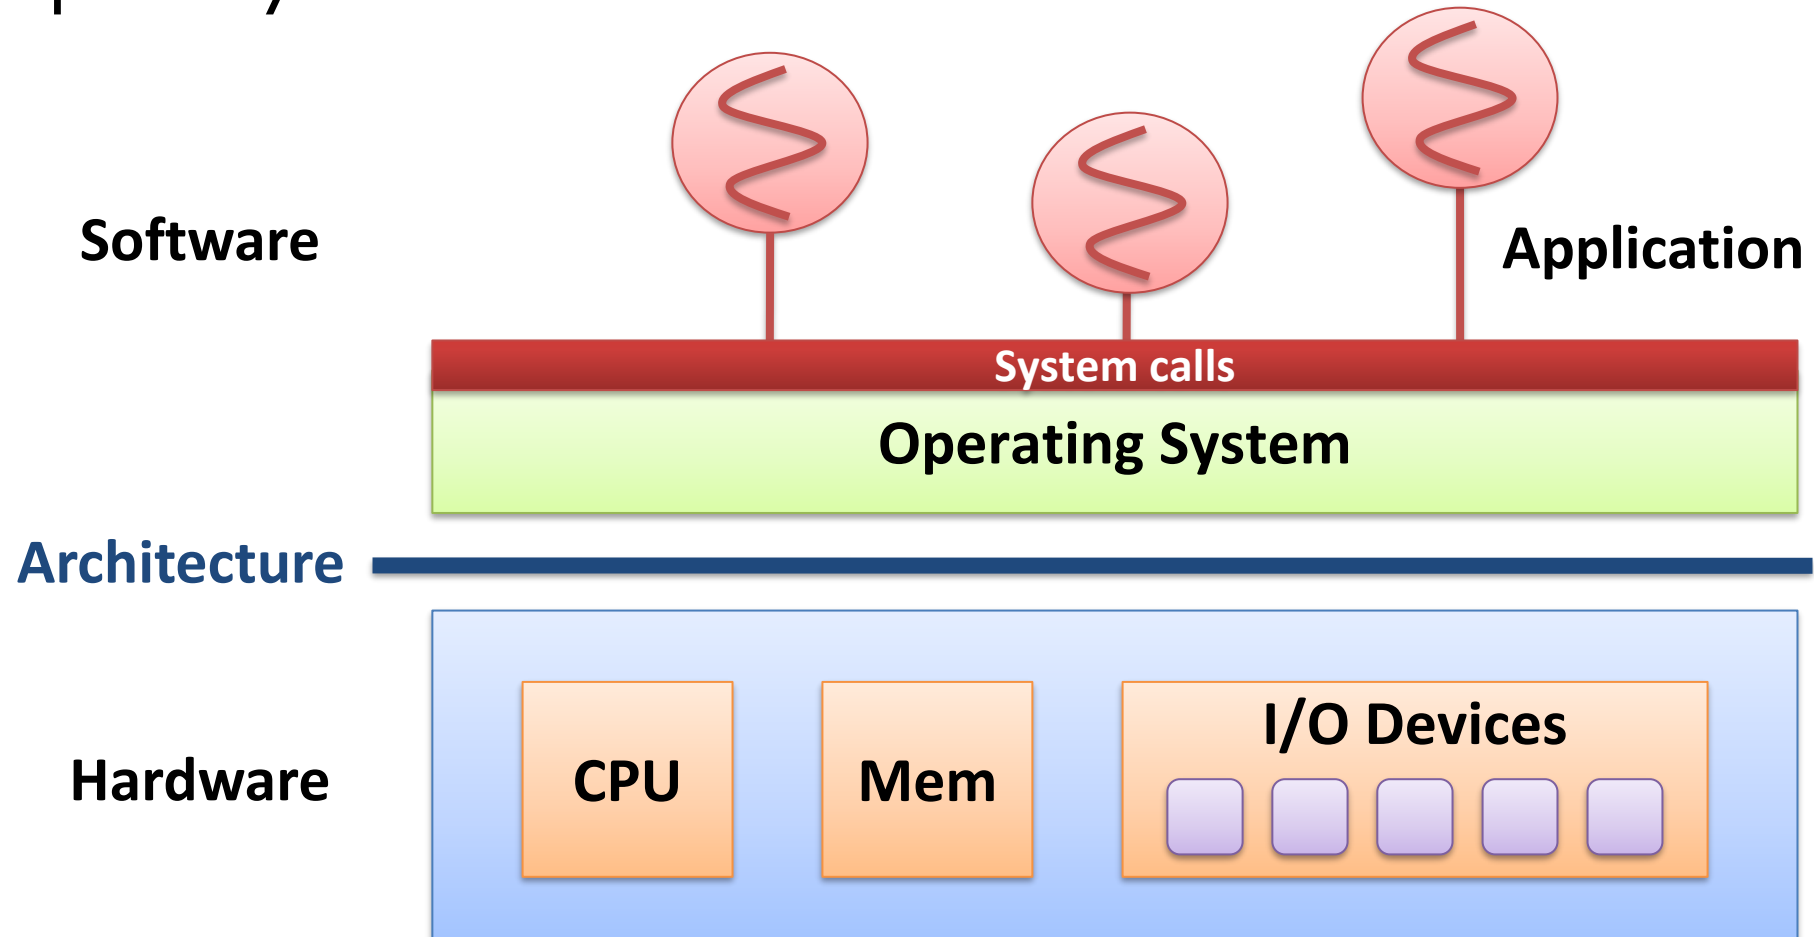 Software
Application
System calls
Operating System
Architecture
I/O Devices
Hardware
CPU
Mem